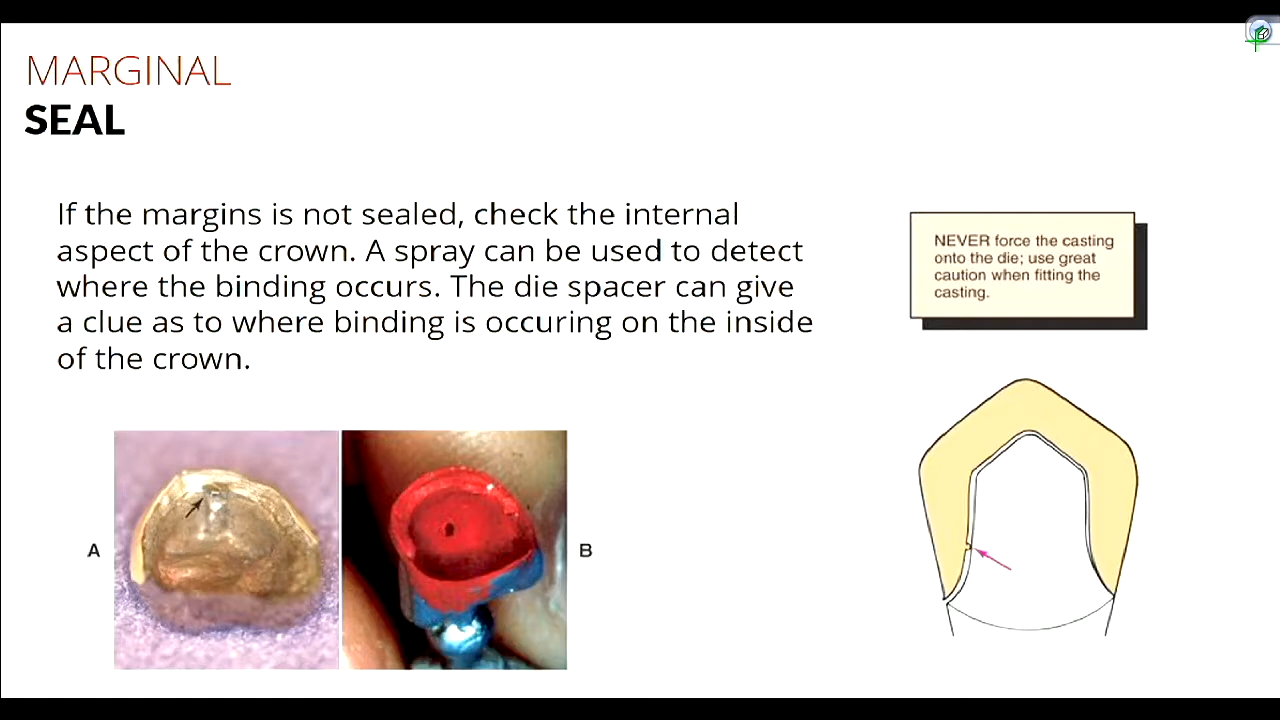 MARGINAL
SEAL
If the margins is not sealed, check the internal
aspect of the crown. A spray can be used to detect
where the binding occurs. The die spacer can give
a clue as to where binding is occuring on the inside
of the crown.
NEVER force the casting
onto the die; use great
caution when fitting the
casting.
A
B